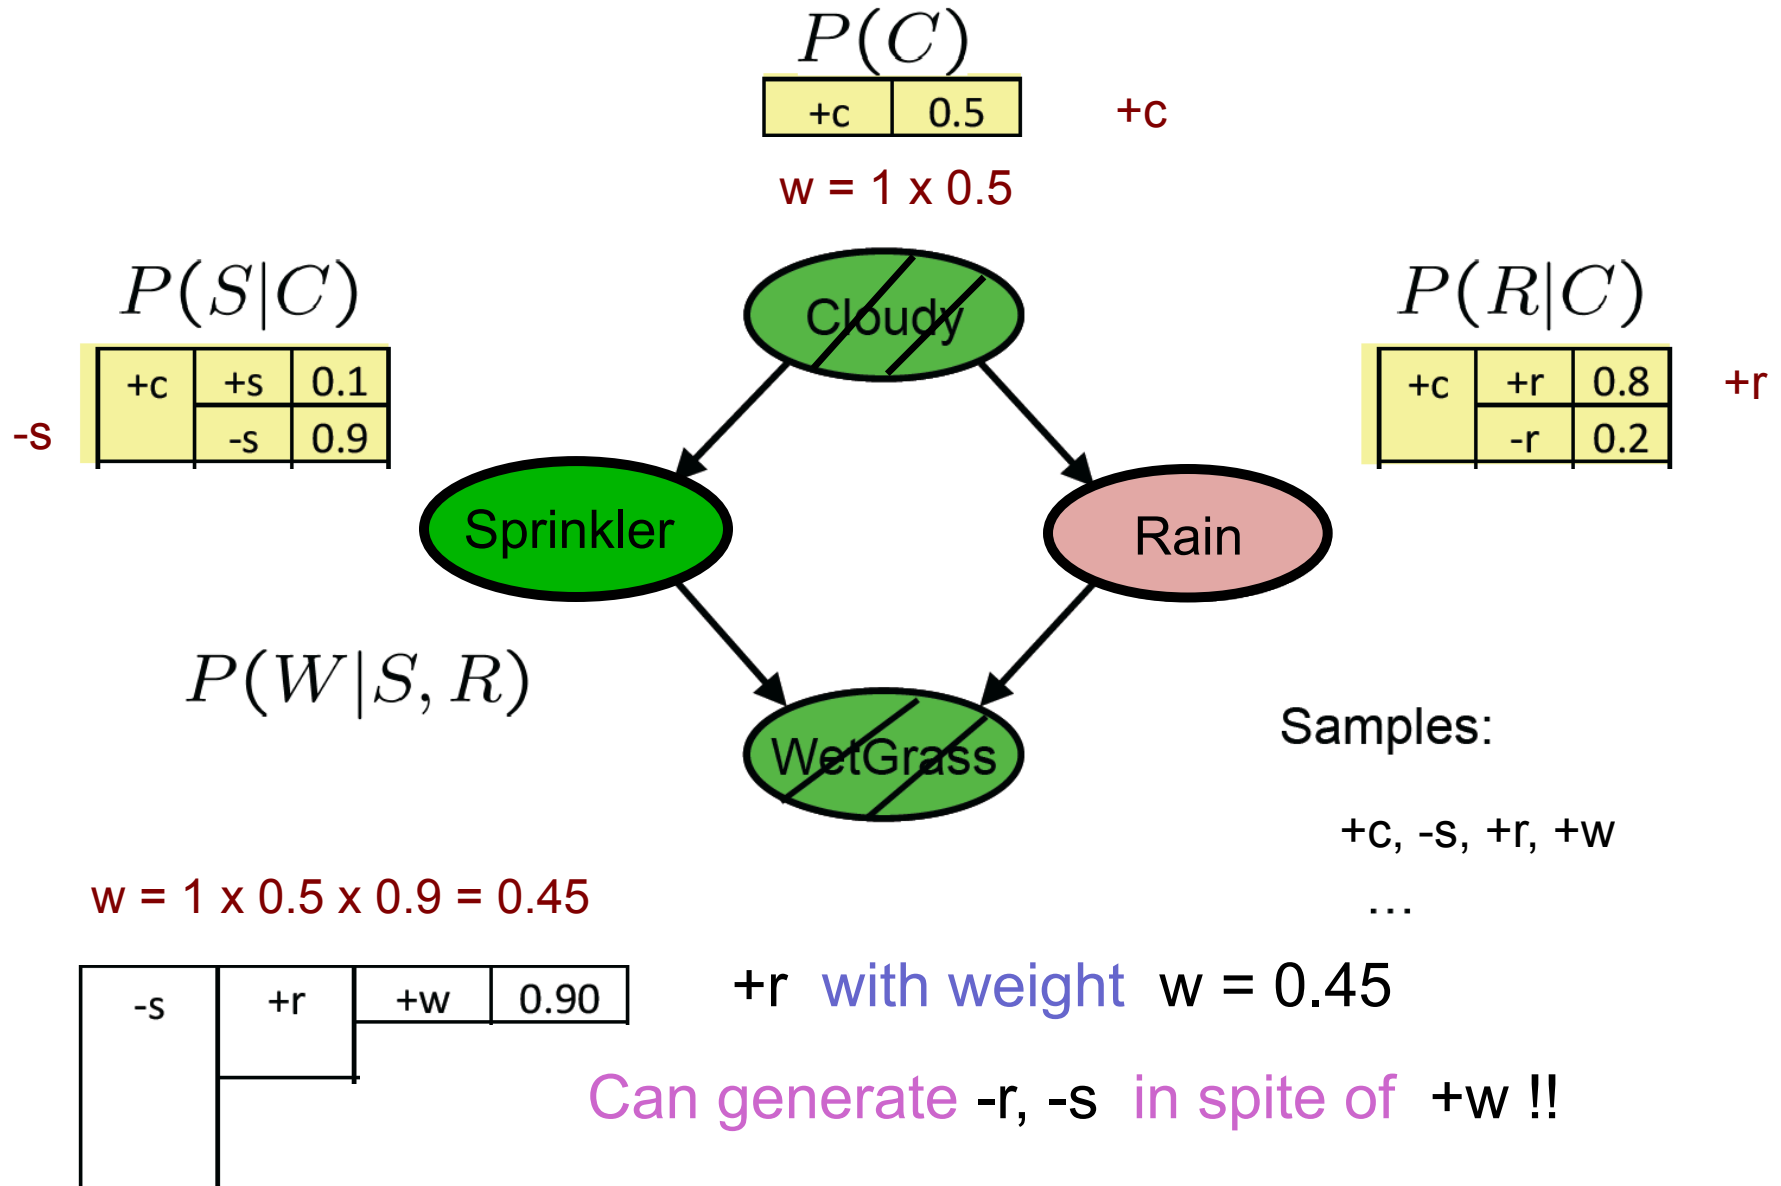 P(C)
+c 0.5
+c
w = 1 x 0.5
P(S|C)
+c +s 0.1
-s 0.9
-s
Cloudy
P(R|C)
+c +r 0.8
-r 0.2
+r
Sprinkler
Rain
P(W|S, R)
WetGrass
Samples:
+c, -s, +r, +w
…
w = 1 x 0.5 x 0.9 = 0.45
-s +r +w 0.90
+r with weight w = 0.45
Can generate -r, -s in spite of +w !!